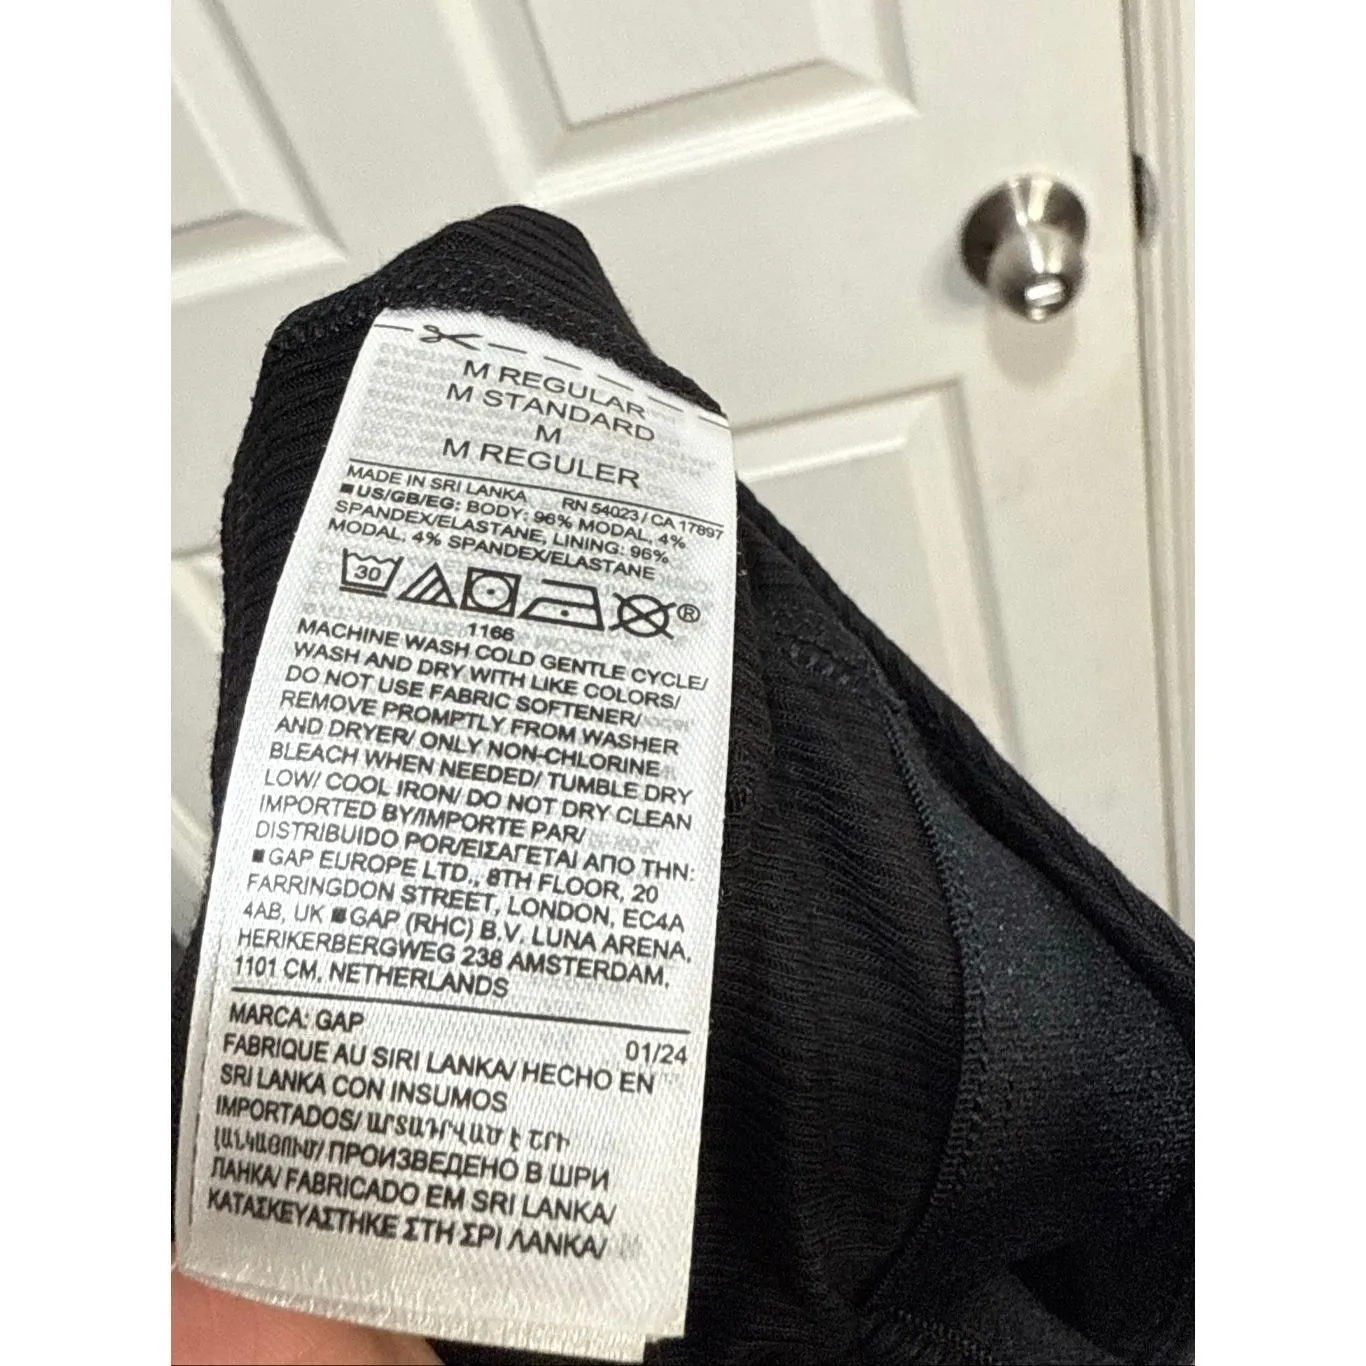 M REGULAR
M STANDARD
M
M REGULER
MADE IN SRI LANKA RN 54023 / CA 17897
■US/GB/EG: BODY: 96% MODAL, 4%
SPANDEX/ELASTANE, LINING: 96%
MODAL, 4% SPANDEX/ELASTANE
30 ®
1166
MACHINE WASH COLD GENTLE CYCLE/
WASH AND DRY WITH LIKE COLORS/
DO NOT USE FABRIC SOFTENER/
REMOVE PROMPTLY FROM WASHER
AND DRYER/ ONLY NON-CHLORINE
BLEACH WHEN NEEDED/ TUMBLE DRY
LOW/ COOL IRON/ DO NOT DRY CLEAN
IMPORTED BY/IMPORTE PAR/
DISTRIBUIDO POR/ΕΙΣΑΓΕΤΑΙ ΑΠΟ ΤΗΝ:
■GAP EUROPE LTD., 8TH FLOOR, 20
FARRINGDON STREET, LONDON, EC4A
4AB, UK ■GAP (RHC) B.V. LUNA ARENA,
HERIKERBERGWEG 238 AMSTERDAM,
1101 CM, NETHERLANDS
MARCA: GAP
01/24
FABRIQUE AU SIRI LANKA/ HECHO EN
SRI LANKA CON INSUMOS
IMPORTADOS/ ԱՐՏԱԴՐՎԱԾ Է ՇՐԻ
ԼԱՆԿԱՅՈՒՄ/ ПРОИЗВЕДЕНО В ШРИ
ЛАНКА/ FABRICADO EM SRI LANKA/
ΚΑΤΑΣΚΕΥΑΣΤΗΚΕ ΣΤΗ ΣΡΙ ΛΑΝΚΑ/